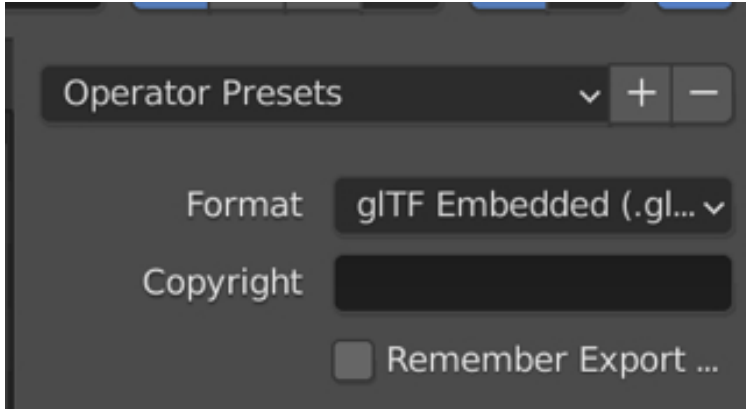 Operator Presets
Format glTF Embedded (.gl...
Copyright
Remember Export ...